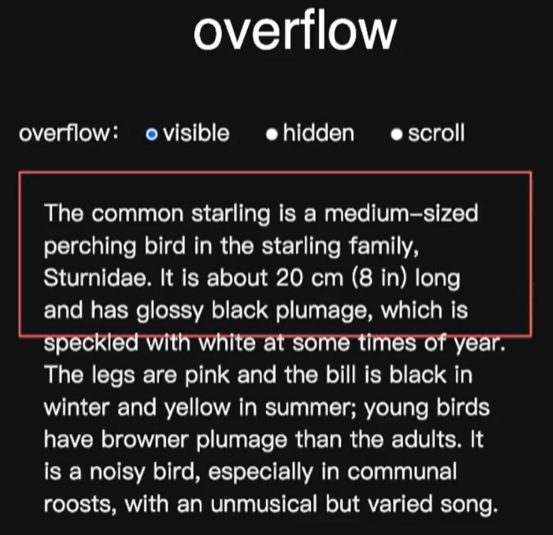 overflow
overflow: visible hidden scroll
The common starling is a medium-sized
perching bird in the starling family,
Sturnidae. It is about 20 cm (8 in) long
and has glossy black plumage, which is
speckled with white at some times of year.
The legs are pink and the bill is black in
winter and yellow in summer; young birds
have browner plumage than the adults. It
is a noisy bird, especially in communal
roosts, with an unmusical but varied song.